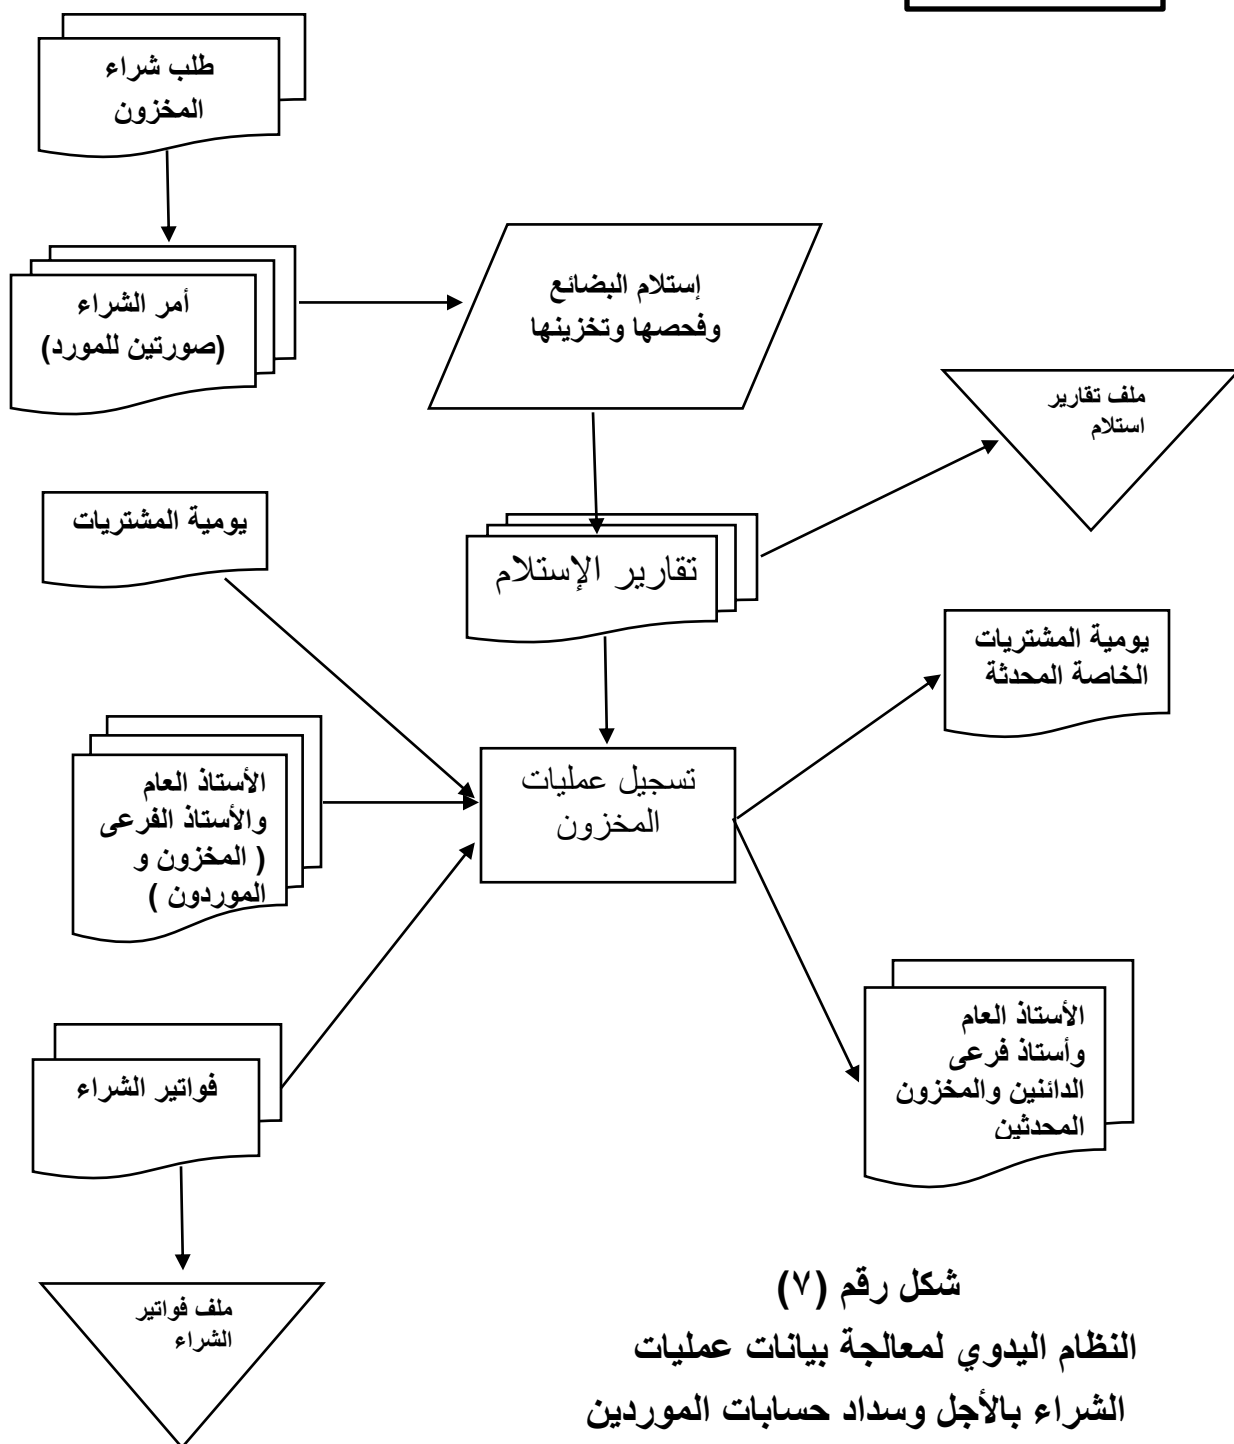 طلب شراء
المخزون
أمر الشراء
(صورتين للمورد)
إستلام البضائع
وفحصها وتخزينها
ملف تقارير
استلام
يومية المشتريات
تقارير الإستلام
يومية المشتريات
الخاصة المحدثة
الأستاذ العام
والأستاذ الفرعى
( المخزون و
الموردون )
تسجيل عمليات
المخزون
الأستاذ العام
وأستاذ فرعى
الدائنين والمخزون
المحدثين
فواتير الشراء
ملف فواتير
الشراء
شكل رقم (٧)
النظام اليدوي لمعالجة بيانات عمليات
الشراء بالأجل وسداد حسابات الموردين